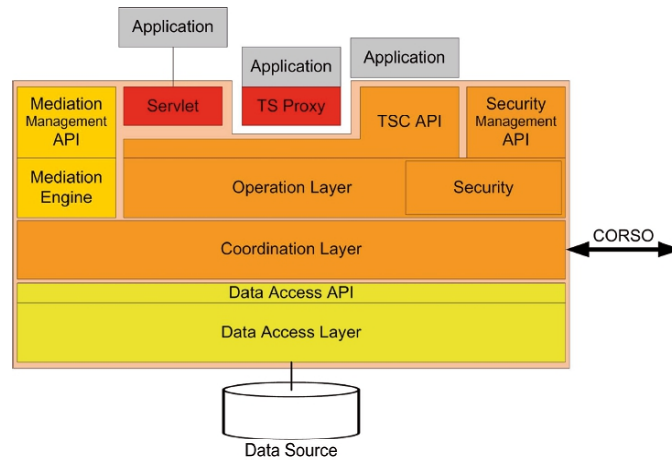 Application
Application
Application
Mediation
Management
API
Servlet
TS Proxy
TSC API
Security
Management
API
Mediation
Engine
Operation Layer
Security
Coordination Layer
CORSO
Data Access API
Data Access Layer
Data Source